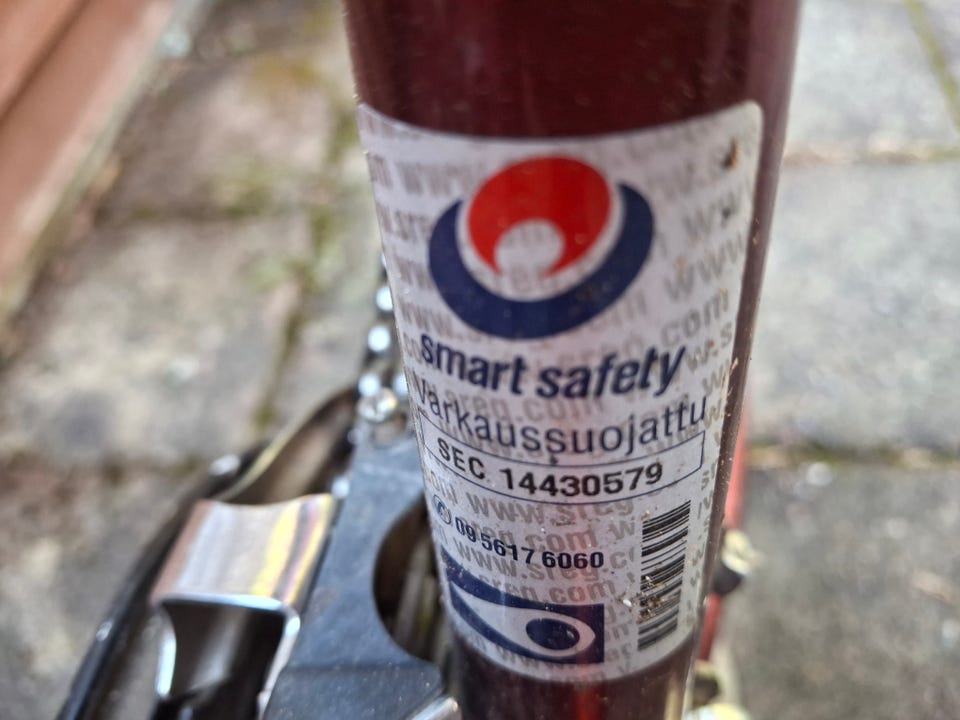 smart safety
Varkaussuojattu
SEC. 14430579
09 5617 6060